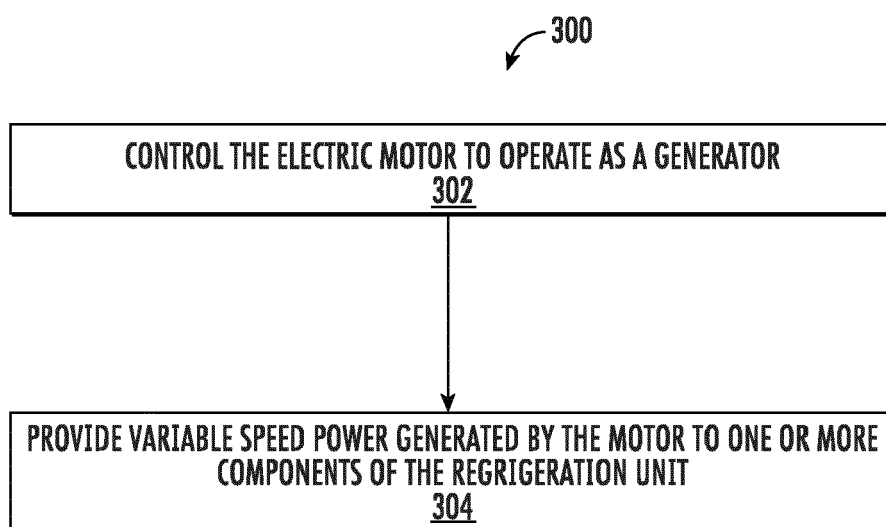 300
CONTROL THE ELECTRIC MOTOR TO OPERATE AS A GENERATOR
302
PROVIDE VARIABLE SPEED POWER GENERATED BY THE MOTOR TO ONE OR MORE
COMPONENTS OF THE REGRIGERATION UNIT
304